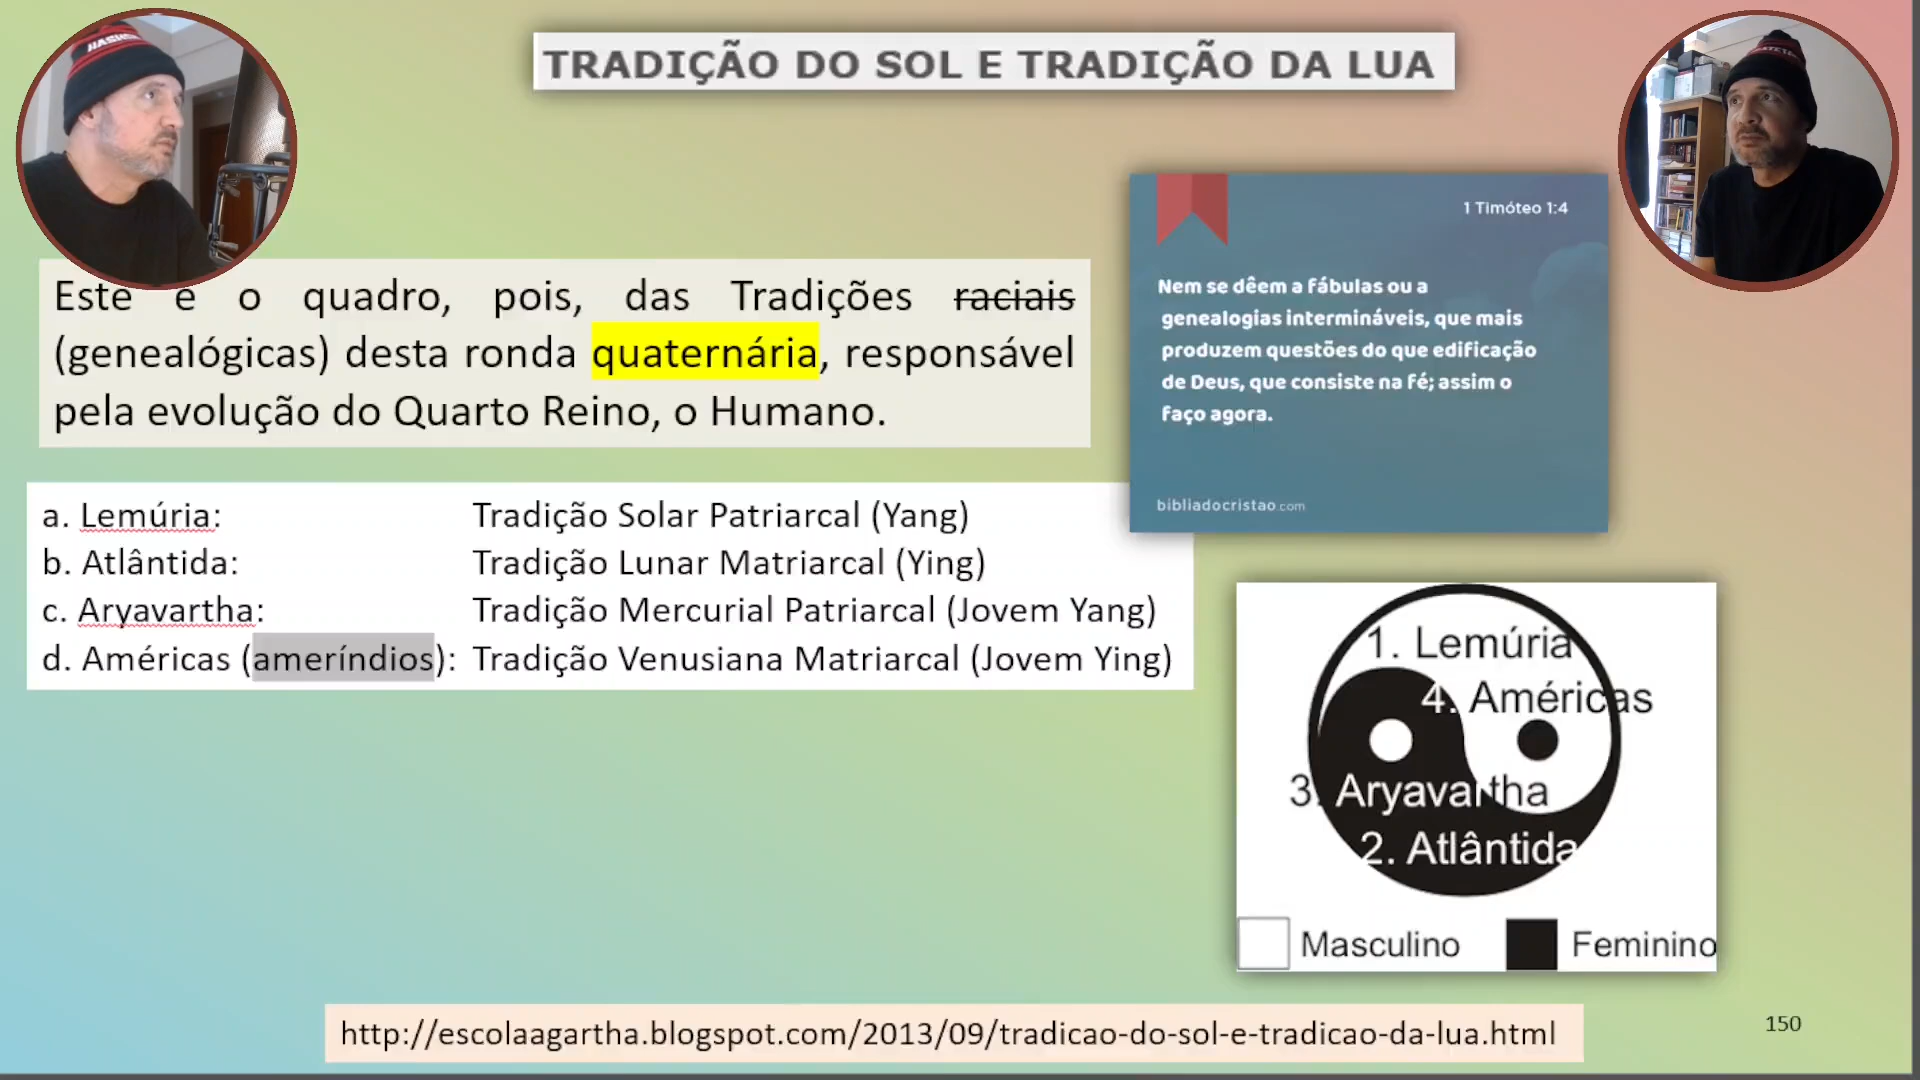 TRADIÇÃO DO SOL E TRADIÇÃO DA LUA
Este é o quadro, pois, das Tradições raciais
(genealógicas) desta ronda quaternária, responsável
pela evolução do Quarto Reino, o Humano.
1 Timóteo 1:4
Nem se dêem a fábulas ou a
genealogias intermináveis, que mais
produzem questões do que edificação
de Deus, que consiste na fé; assim o
faço agora.
bibliadocristao.com
a. Lemúria: Tradição Solar Patriarcal (Yang)
b. Atlântida: Tradição Lunar Matriarcal (Ying)
c. Aryavartha: Tradição Mercurial Patriarcal (Jovem Yang)
d. Américas (ameríndios): Tradição Venusiana Matriarcal (Jovem Ying)
1. Lemúria
4. Américas
3. Aryavartha
2. Atlântida
Masculino Feminino
http://escolaagartha.blogspot.com/2013/09/tradicao-do-sol-e-tradicao-da-lua.html
150